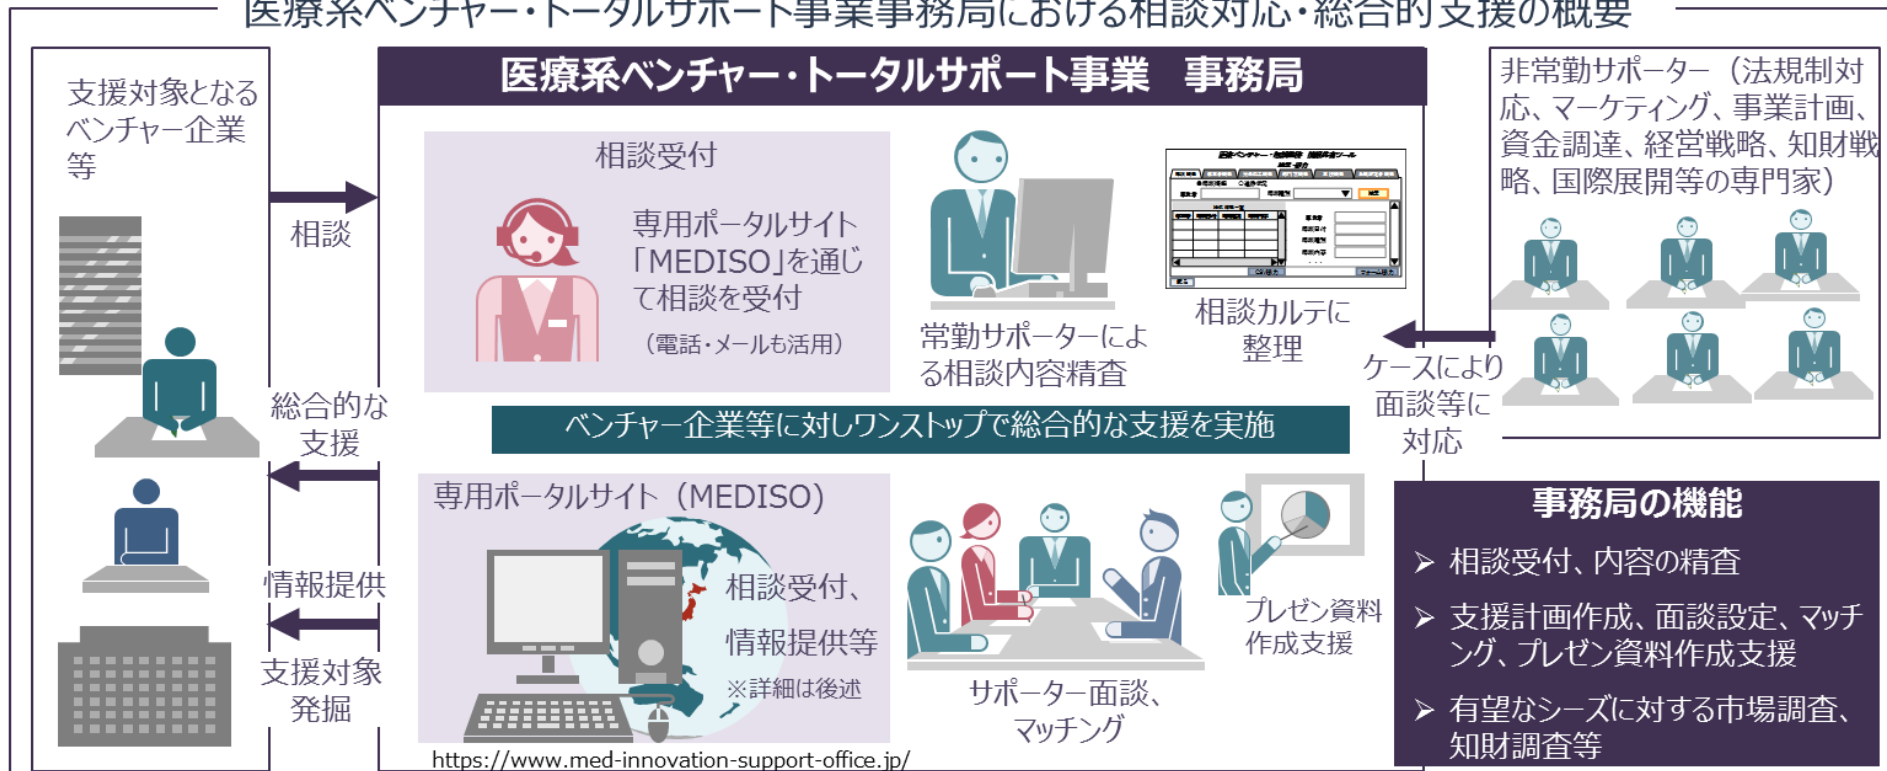 医療系ベンチャー・トータルサポート事業事務局における相談対応・総合的支援の概要
支援対象となる
ベンチャー企業
等
相談
総合的な
支援
情報提供
支援対象
発掘
医療系ベンチャー・トータルサポート事業　事務局
相談受付
専用ポータルサイト
「MEDISO」を通じ
て相談を受付
（電話・メールも活用）
常勤サポーターによ
る相談内容精査
相談カルテに
整理
ベンチャー企業等に対しワンストップで総合的な支援を実施
専用ポータルサイト（MEDISO）
相談受付、
情報提供等
※詳細は後述
https://www.med-innovation-support-office.jp/
サポーター面談、
マッチング
プレゼン資料
作成支援
非常勤サポーター（法規制対
応、マーケティング、事業計画、
資金調達、経営戦略、知財戦
略、国際展開等の専門家）
ケースにより
面談等に
対応
事務局の機能
➢ 相談受付、内容の精査
➢ 支援計画作成、面談設定、マッチ
ング、プレゼン資料作成支援
➢ 有望なシーズに対する市場調査、
知財調査等